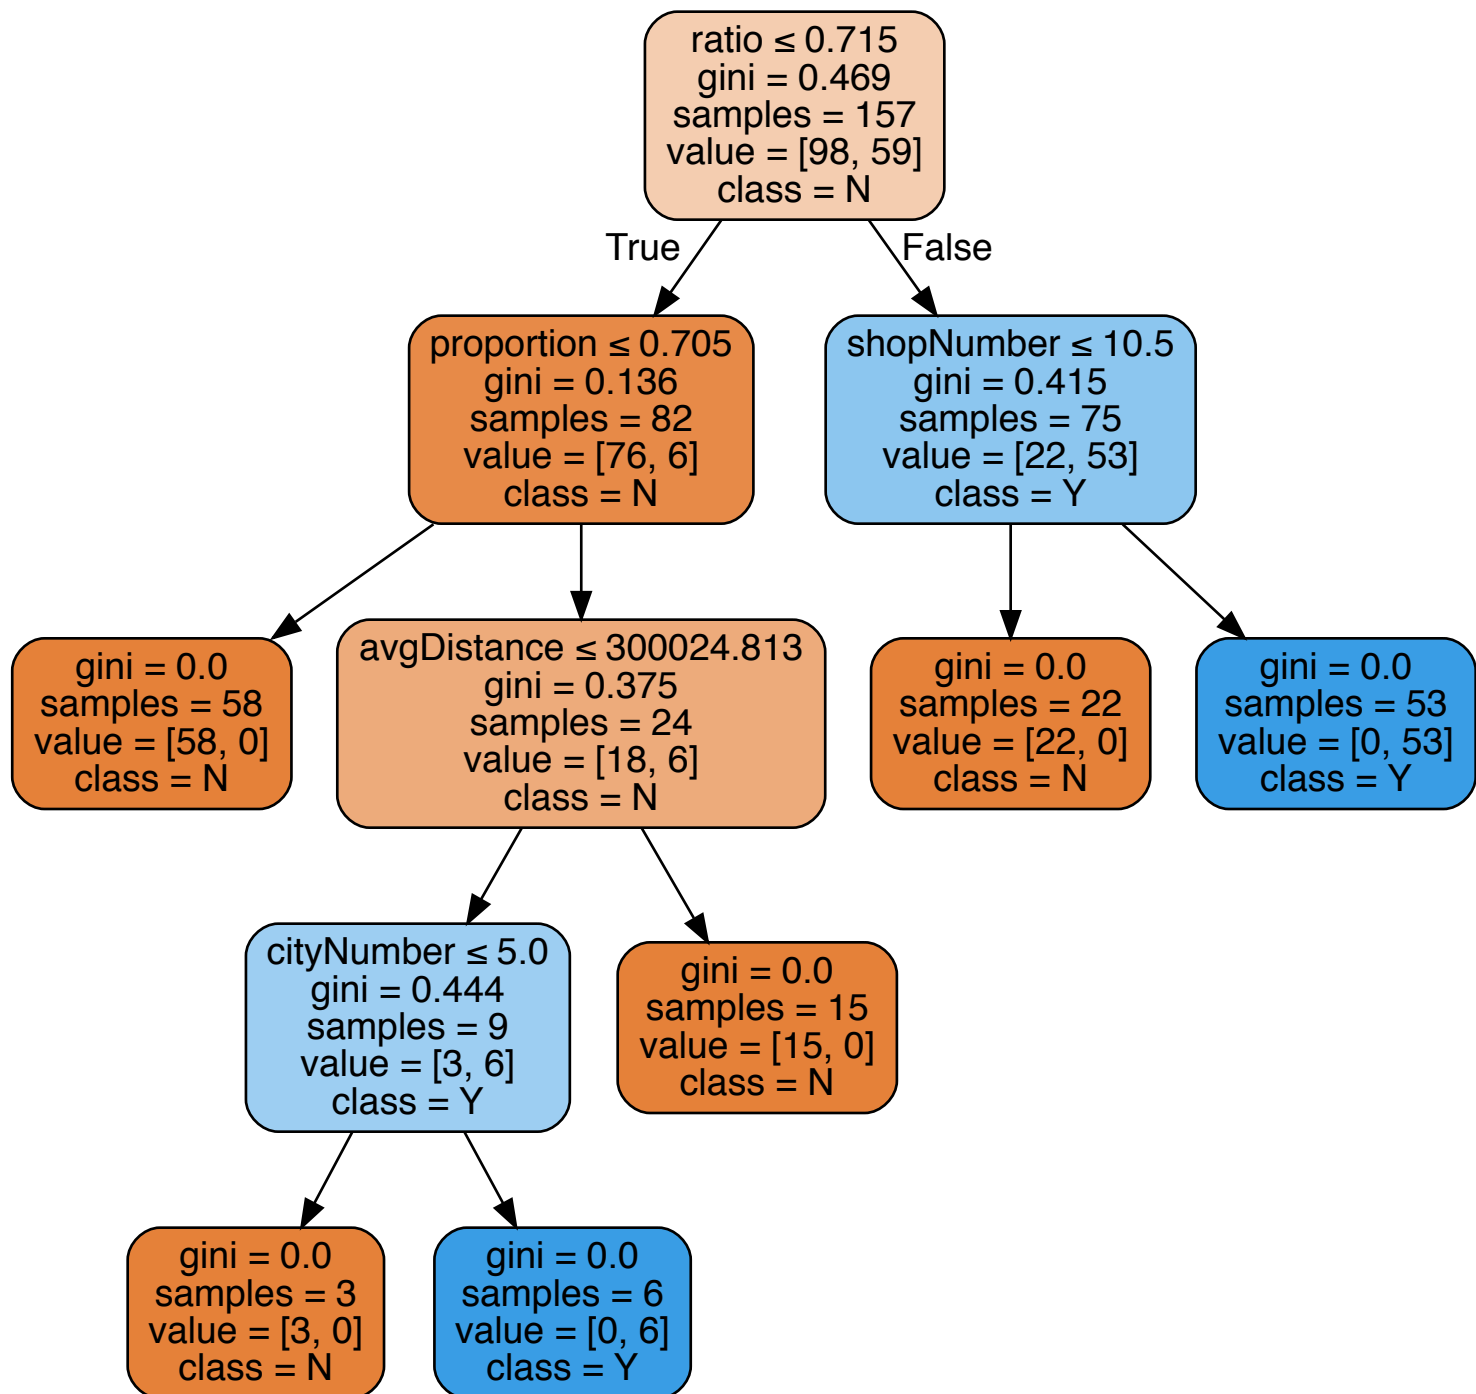 ratio ≤ 0.715
gini = 0.469
samples = 157
value = [98, 59]
class = N
True
False
proportion ≤ 0.705
gini = 0.136
samples = 82
value = [76, 6]
class = N
shopNumber ≤ 10.5
gini = 0.415
samples = 75
value = [22, 53]
class = Y
gini = 0.0
samples = 58
value = [58, 0]
class = N
avgDistance ≤ 300024.813
gini = 0.375
samples = 24
value = [18, 6]
class = N
gini = 0.0
samples = 22
value = [22, 0]
class = N
gini = 0.0
samples = 53
value = [0, 53]
class = Y
cityNumber ≤ 5.0
gini = 0.444
samples = 9
value = [3, 6]
class = Y
gini = 0.0
samples = 15
value = [15, 0]
class = N
gini = 0.0
samples = 3
value = [3, 0]
class = N
gini = 0.0
samples = 6
value = [0, 6]
class = Y